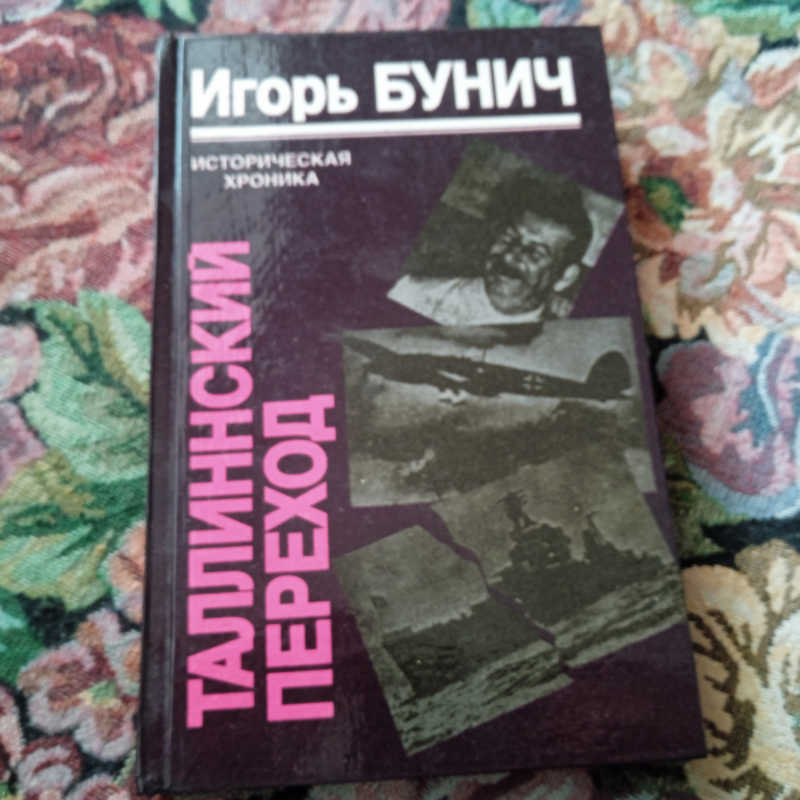 Игорь БУНИЧ
ИСТОРИЧЕСКАЯ
ХРОНИКА
ТАЛЛИННСКИЙ
ПЕРЕХОД